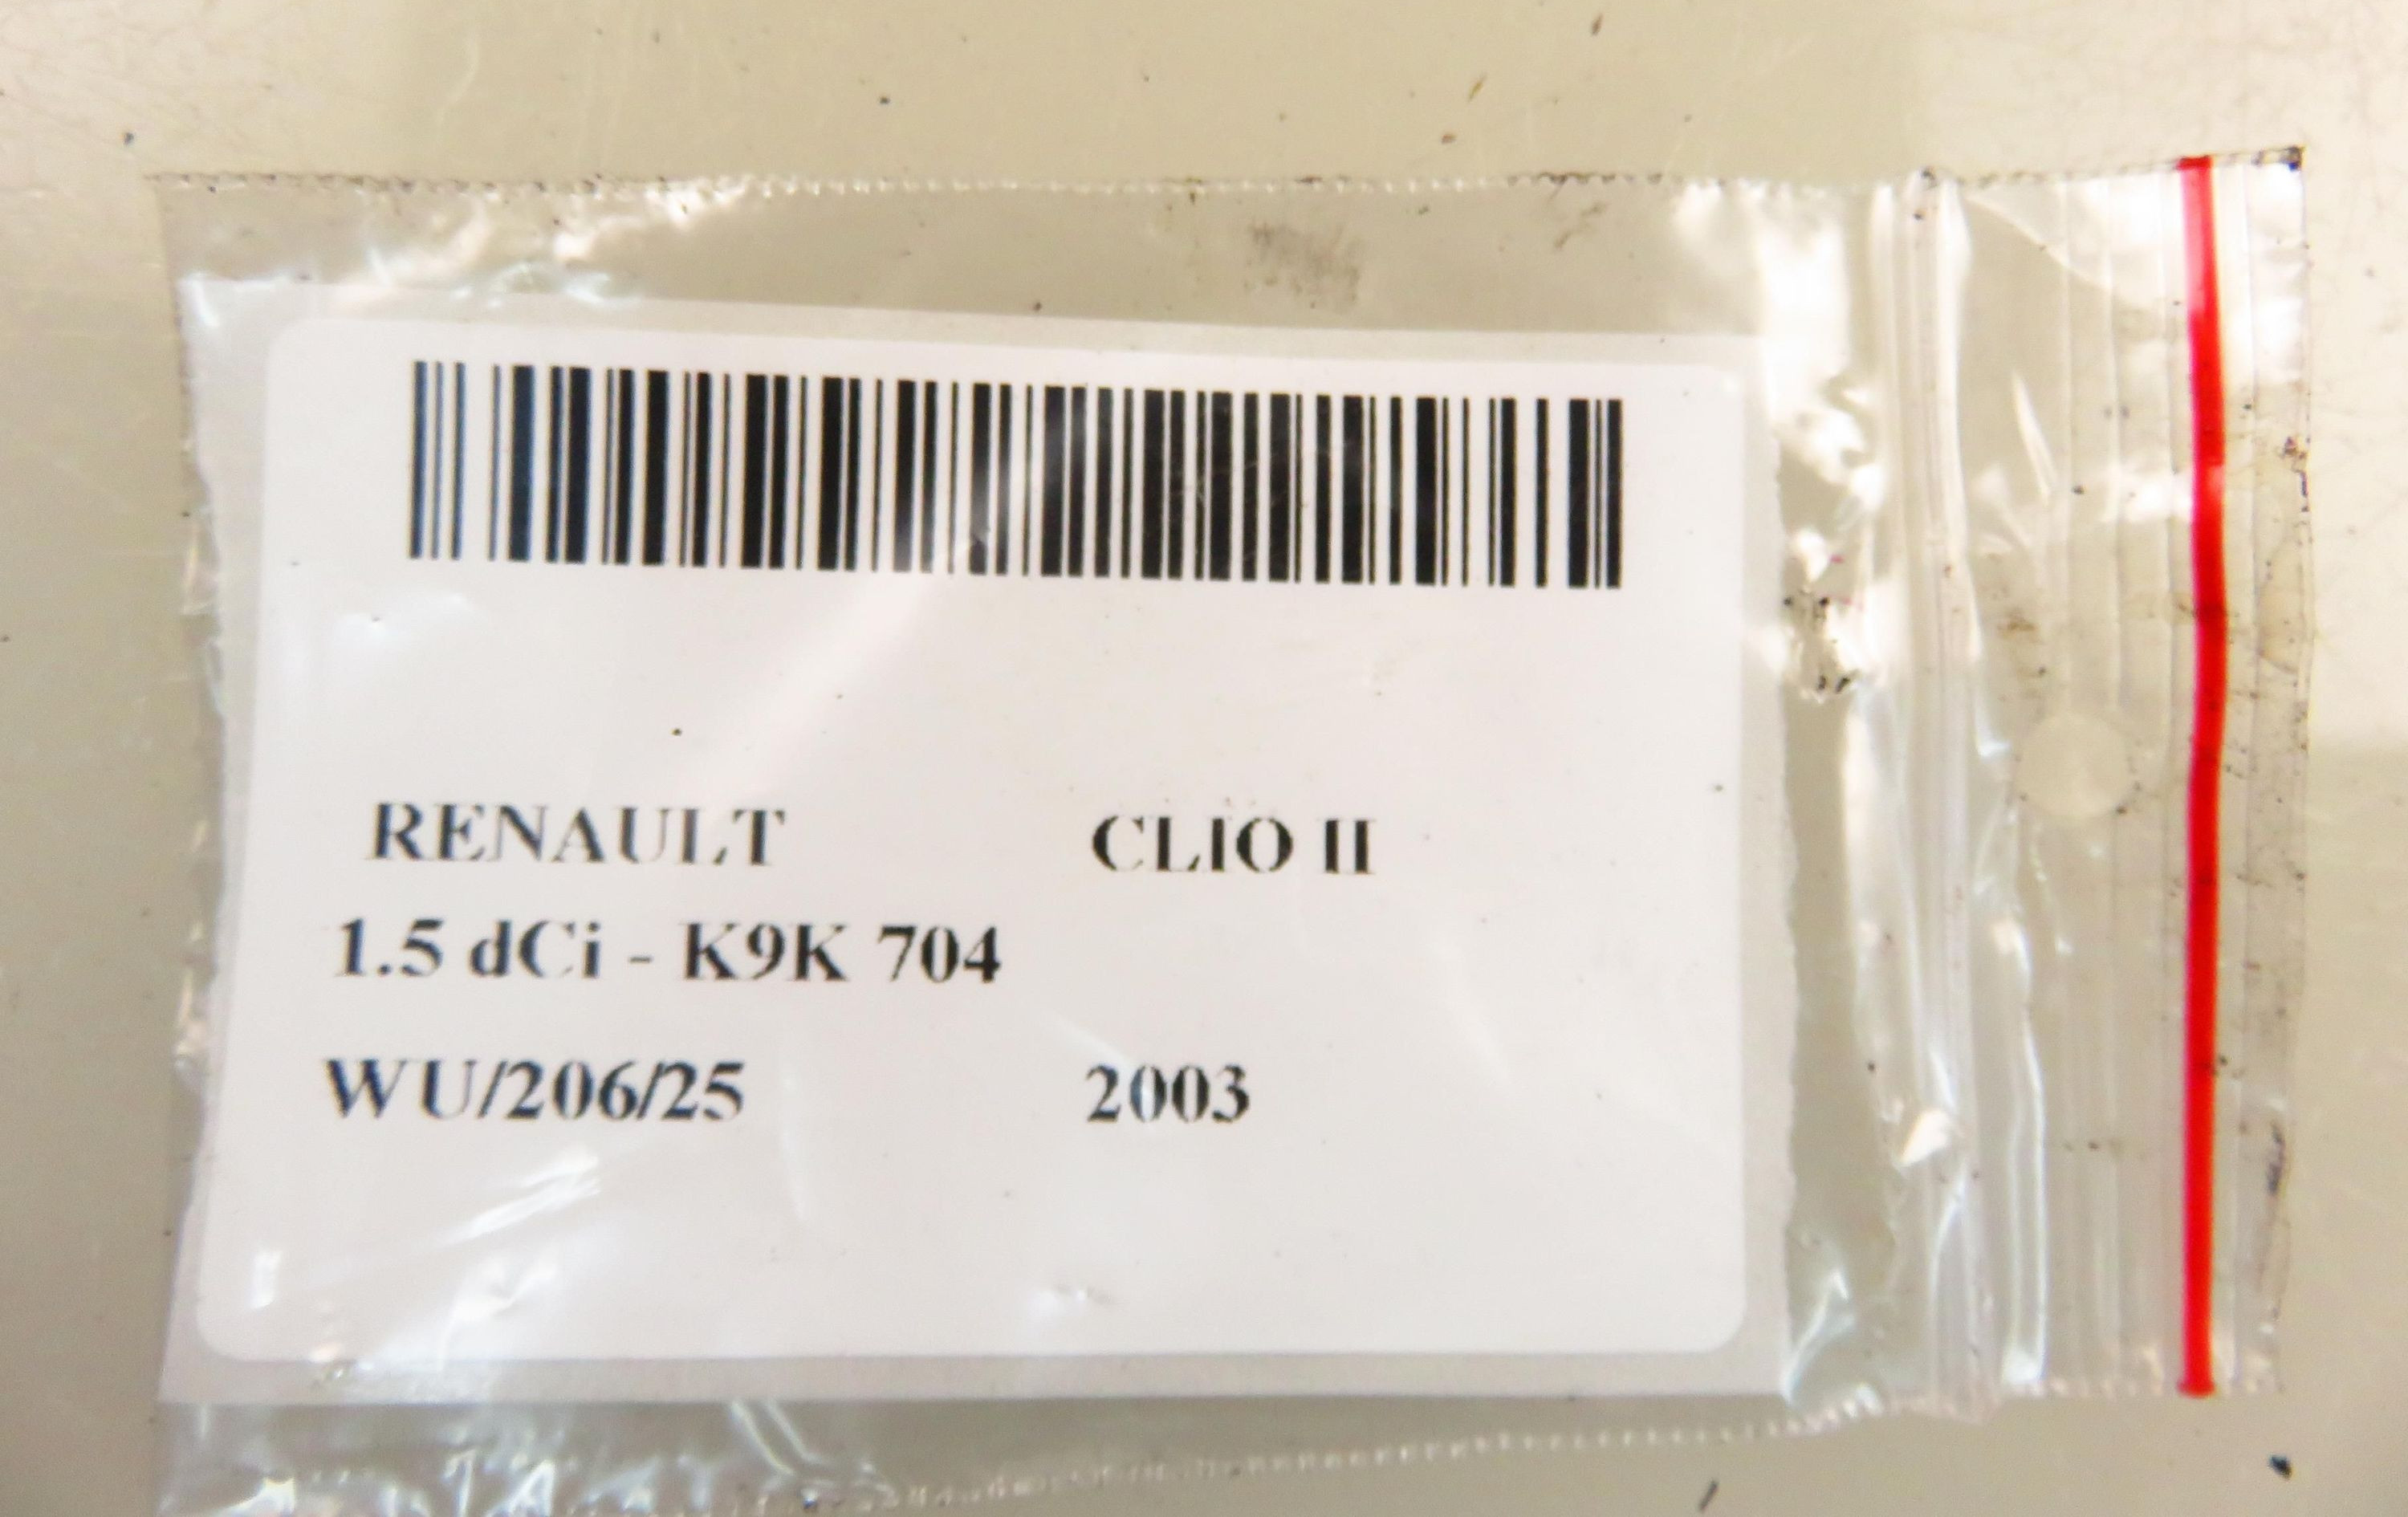 RENAULT CLIO II
1.5 dCi - K9K 704
WU/206/25 2003